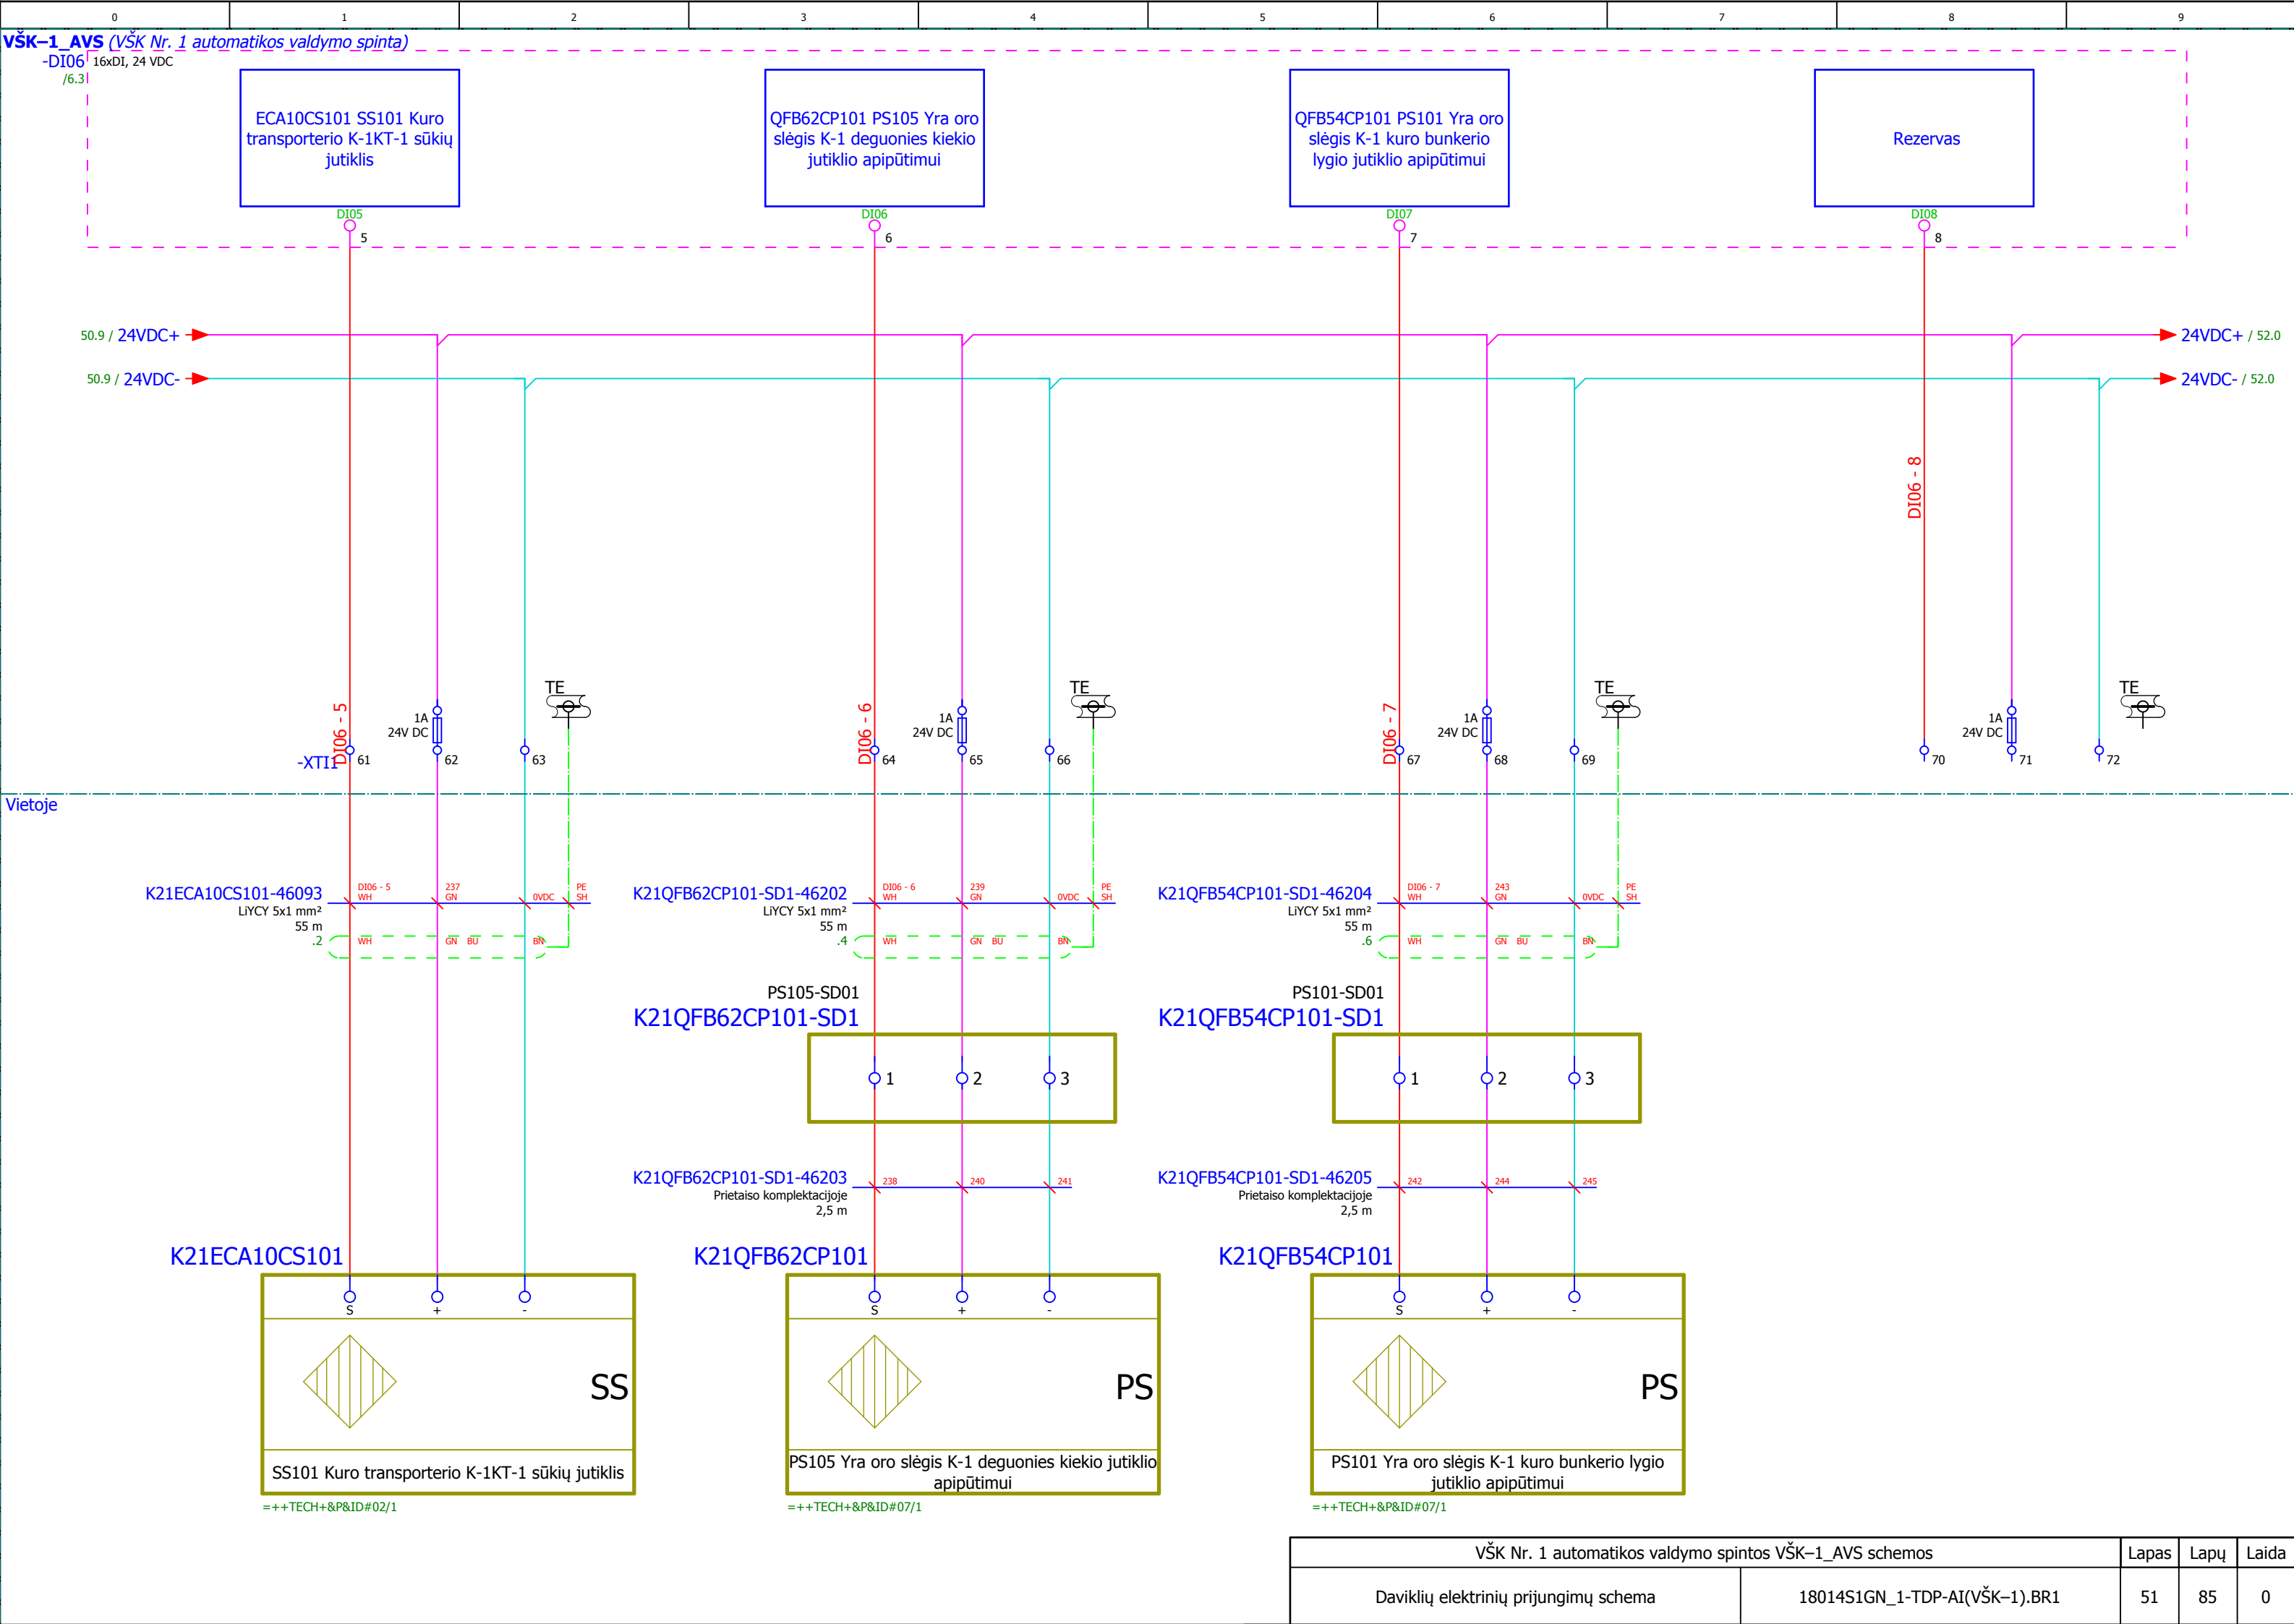 0 1 2 3 4 5 6 7 8 9
VŠK–1_AVS (VŠK Nr. 1 automatikos valdymo spinta)
-DI06 16xDI, 24 VDC
/6.3
ECA10CS101 SS101 Kuro
transporterio K-1KT-1 sūkių
jutiklis
DI05
5
QFB62CP101 PS105 Yra oro
slėgis K-1 deguonies kiekio
jutiklio apipūtimui
DI06
6
QFB54CP101 PS101 Yra oro
slėgis K-1 kuro bunkerio
lygio jutiklio apipūtimui
DI07
7
Rezervas
DI08
8
50.9 / 24VDC+
24VDC+ / 52.0
50.9 / 24VDC-
24VDC- / 52.0
DI06 - 8
DI06 - 5
1A
24V DC
TE
-XTI1
61 62 63
DI06 - 6
1A
24V DC
TE
64 65 66
DI06 - 7
1A
24V DC
TE
67 68 69
1A
24V DC
TE
70 71 72
Vietoje
K21ECA10CS101-46093
LiYCY 5x1 mm²
55 m
.2
DI06 - 5 237 PE
WH GN 0VDC SH
WH GN BU BN
K21QFB62CP101-SD1-46202
LiYCY 5x1 mm²
55 m
.4
DI06 - 6 239 PE
WH GN 0VDC SH
WH GN BU BN
K21QFB54CP101-SD1-46204
LiYCY 5x1 mm²
55 m
.6
DI06 - 7 243 PE
WH GN 0VDC SH
WH GN BU BN
PS105-SD01
K21QFB62CP101-SD1
1 2 3
PS101-SD01
K21QFB54CP101-SD1
1 2 3
K21QFB62CP101-SD1-46203
Prietaiso komplektacijoje
2,5 m
238 240 241
K21QFB54CP101-SD1-46205
Prietaiso komplektacijoje
2,5 m
242 244 245
K21ECA10CS101
S + -
SS
SS101 Kuro transporterio K-1KT-1 sūkių jutiklis
=++TECH+&P&ID#02/1
K21QFB62CP101
S + -
PS
PS105 Yra oro slėgis K-1 deguonies kiekio jutiklio
apipūtimui
=++TECH+&P&ID#07/1
K21QFB54CP101
S + -
PS
PS101 Yra oro slėgis K-1 kuro bunkerio lygio
jutiklio apipūtimui
=++TECH+&P&ID#07/1
VŠK Nr. 1 automatikos valdymo spintos VŠK–1_AVS schemos Lapas Lapų Laida
Daviklių elektrinių prijungimų schema 18014S1GN_1-TDP-AI(VŠK–1).BR1 51 85 0